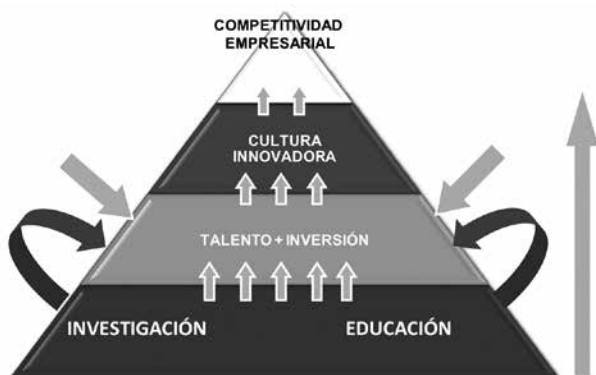 COMPETITIVIDAD
EMPRESARIAL
CULTURA
INNOVADORA
TALENTO + INVERSIÓN
INVESTIGACIÓN
EDUCACIÓN